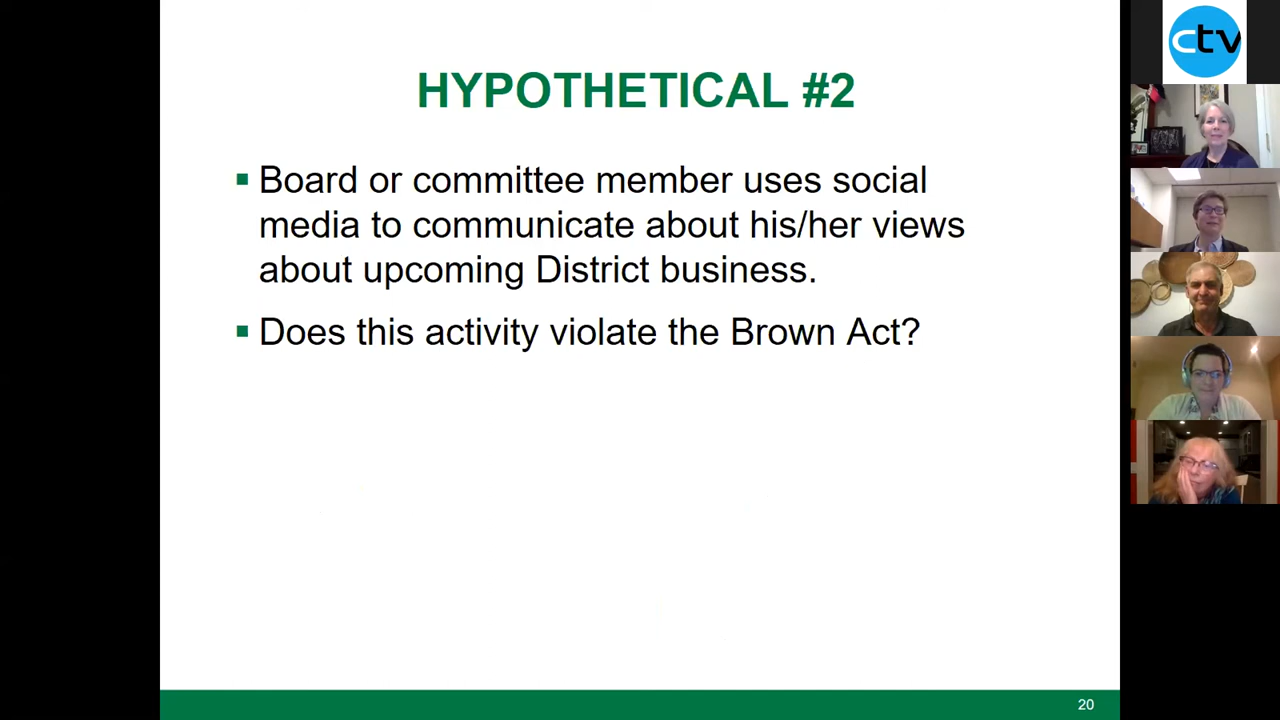 HYPOTHETICAL #2
Board or committee member uses social
media to communicate about his/her views
about upcoming District business.
Does this activity violate the Brown Act?
20
ctv